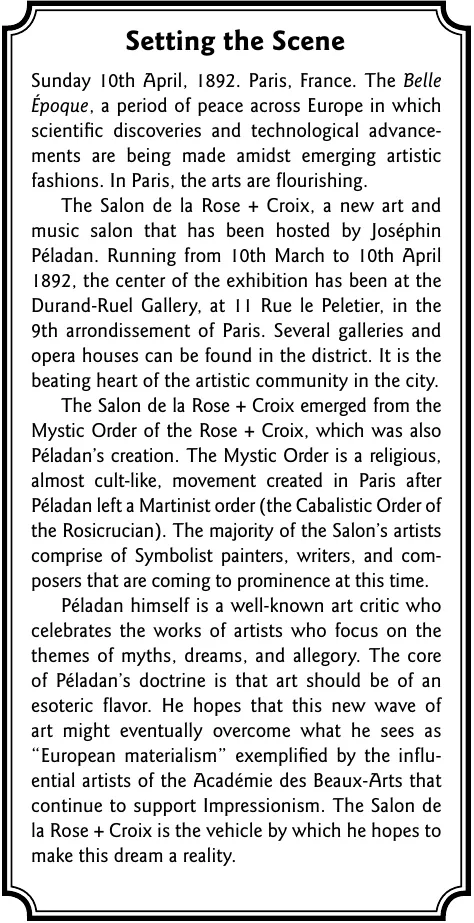 Setting the Scene
Sunday 10th April, 1892. Paris, France. The Belle
Époque, a period of peace across Europe in which
scientific discoveries and technological advance-
ments are being made amidst emerging artistic
fashions. In Paris, the arts are flourishing.
The Salon de la Rose + Croix, a new art and
music salon that has been hosted by Joséphin
Péladan. Running from 10th March to 10th April
1892, the center of the exhibition has been at the
Durand-Ruel Gallery, at 11 Rue le Peletier, in the
9th arrondissement of Paris. Several galleries and
opera houses can be found in the district. It is the
beating heart of the artistic community in the city.
The Salon de la Rose + Croix emerged from the
Mystic Order of the Rose + Croix, which was also
Péladan's creation. The Mystic Order is a religious,
almost cult-like, movement created in Paris after
Péladan left a Martinist order (the Cabalistic Order of
the Rosicrucian). The majority of the Salon's artists
comprise of Symbolist painters, writers, and com-
posers that are coming to prominence at this time.
Péladan himself is a well-known art critic who
celebrates the works of artists who focus on the
themes of myths, dreams, and allegory. The core
of Péladan's doctrine is that art should be of an
esoteric flavor. He hopes that this new wave of
art might eventually overcome what he sees as
"European materialism" exemplified by the influ-
ential artists of the Académie des Beaux-Arts that
continue to support Impressionism. The Salon de
la Rose + Croix is the vehicle by which he hopes to
make this dream a reality.